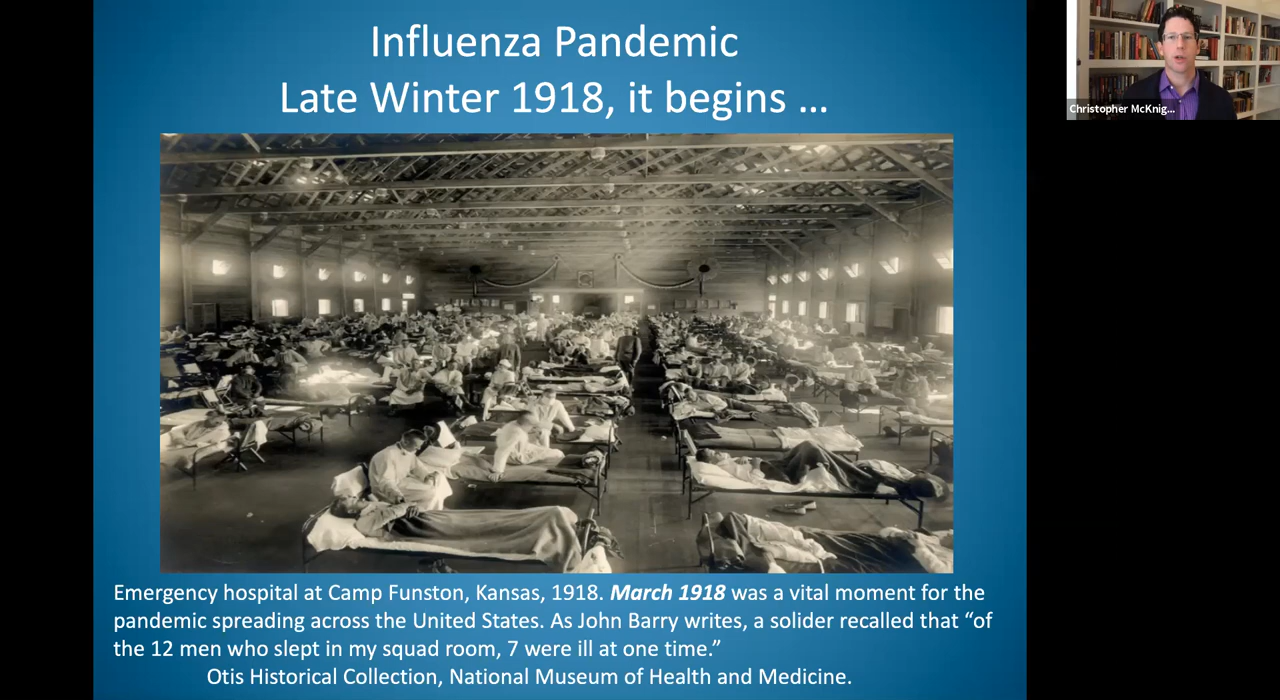 Influenza Pandemic
Late Winter 1918, it begins …
Christopher McKnig...
Emergency hospital at Camp Funston, Kansas, 1918. March 1918 was a vital moment for the
pandemic spreading across the United States. As John Barry writes, a solider recalled that “of
the 12 men who slept in my squad room, 7 were ill at one time.”
Otis Historical Collection, National Museum of Health and Medicine.